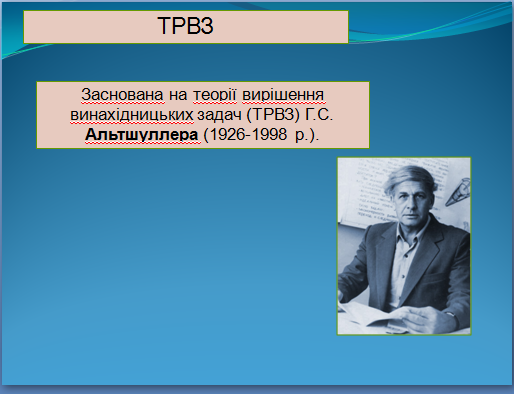 ТРВЗ
Заснована на теорії вирішення
винахідницьких задач (ТРВЗ) Г.С.
Альтшуллера (1926-1998 р.).